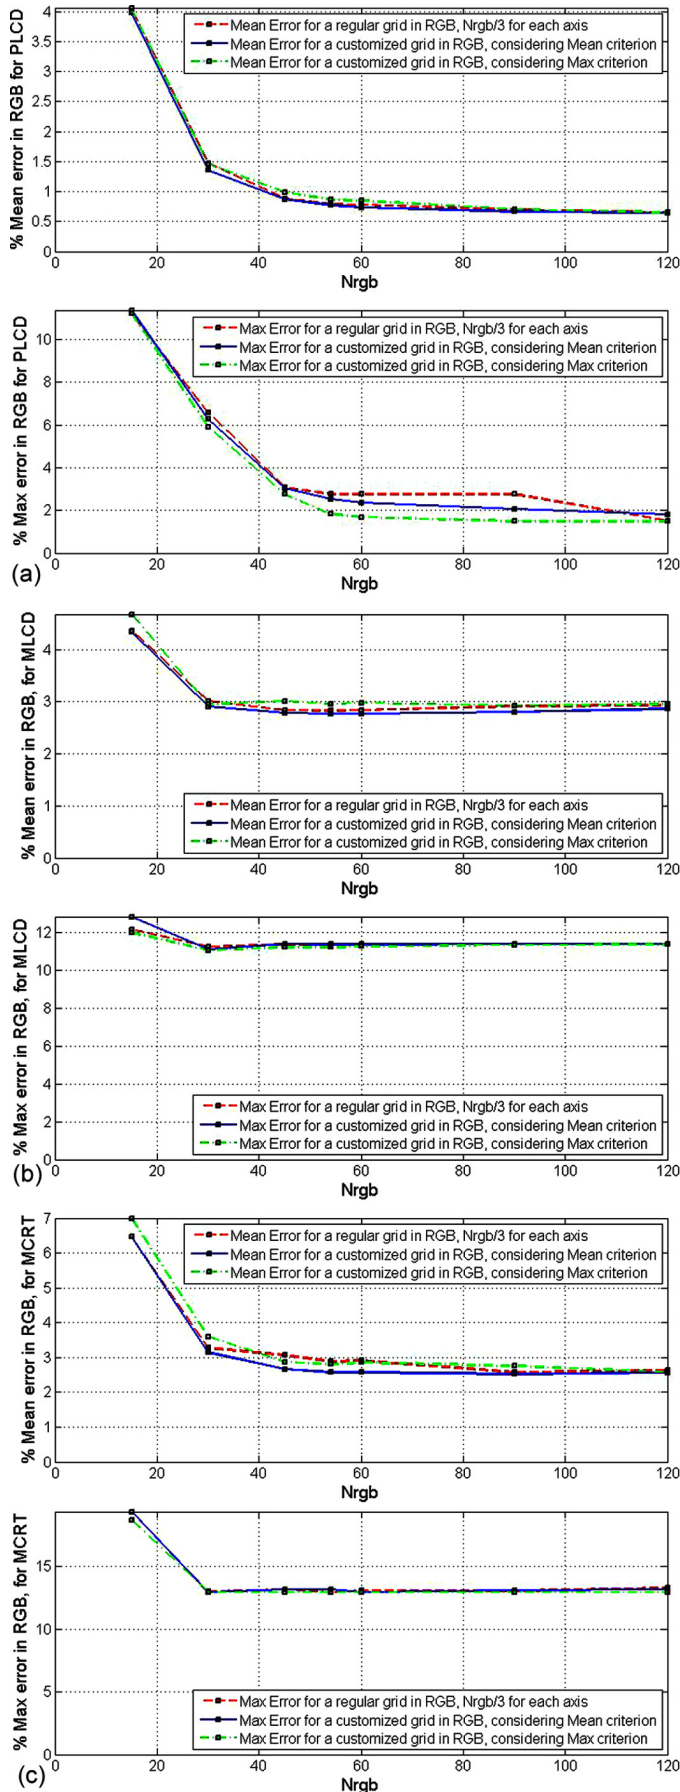 % Mean error in RGB for PLCD
4
3.5
3
2.5
2
1.5
1
0.5
0
Mean Error for a regular grid in RGB, Nrgb/3 for each axis
Mean Error for a customized grid in RGB, considering Mean criterion
Mean Error for a customized grid in RGB, considering Max criterion
0 20 40 60 80 100 120
Nrgb
% Max error in RGB for PLCD
10
8
6
4
2
0
Max Error for a regular grid in RGB, Nrgb/3 for each axis
Max Error for a customized grid in RGB, considering Mean criterion
Max Error for a customized grid in RGB, considering Max criterion
0 20 40 60 80 100 120
Nrgb
(a)
% Mean error in RGB, for MLCD
4
3
2
1
0
Mean Error for a regular grid in RGB, Nrgb/3 for each axis
Mean Error for a customized grid in RGB, considering Mean criterion
Mean Error for a customized grid in RGB, considering Max criterion
0 20 40 60 80 100 120
Nrgb
% Max error in RGB, for MLCD
12
10
8
6
4
2
0
Max Error for a regular grid in RGB, Nrgb/3 for each axis
Max Error for a customized grid in RGB, considering Mean criterion
Max Error for a customized grid in RGB, considering Max criterion
0 20 40 60 80 100 120
Nrgb
(b)
% Mean error in RGB, for MCRT
7
6
5
4
3
2
1
0
Mean Error for a regular grid in RGB, Nrgb/3 for each axis
Mean Error for a customized grid in RGB, considering Mean criterion
Mean Error for a customized grid in RGB, considering Max criterion
0 20 40 60 80 100 120
Nrgb
% Max error in RGB, for MCRT
15
10
5
0
Max Error for a regular grid in RGB, Nrgb/3 for each axis
Max Error for a customized grid in RGB, considering Mean criterion
Max Error for a customized grid in RGB, considering Max criterion
0 20 40 60 80 100 120
Nrgb
(c)